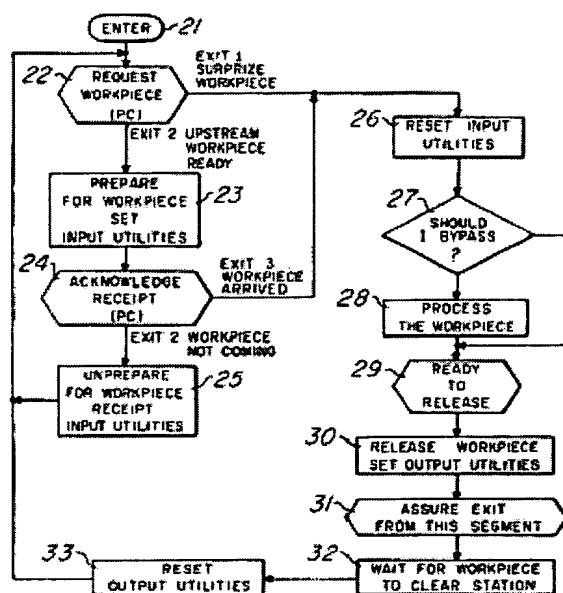 ENTER
21
22
REQUEST
WORKPIECE
(PC)
EXIT 1
SURPRIZE
WORKPIECE
EXIT 2 UPSTREAM
WORKPIECE
READY
PREPARE
FOR WORKPIECE
SET
INPUT UTILITIES
23
24
ACKNOWLEDGE
RECEIPT
(PC)
EXIT 3
WORKPIECE
ARRIVED
EXIT 2 WORKPIECE
NOT COMING
UNPREPARE
FOR WORKPIECE
RECEIPT
INPUT UTILITIES
25
26
RESET INPUT
UTILITIES
27
SHOULD
I BYPASS
?
28
PROCESS
THE WORKPIECE
29
READY
TO
RELEASE
30
RELEASE WORKPIECE
SET OUTPUT UTILITIES
31
ASSURE EXIT
FROM THIS SEGMENT
32
WAIT FOR WORKPIECE
TO CLEAR STATION
33
RESET
OUTPUT UTILITIES